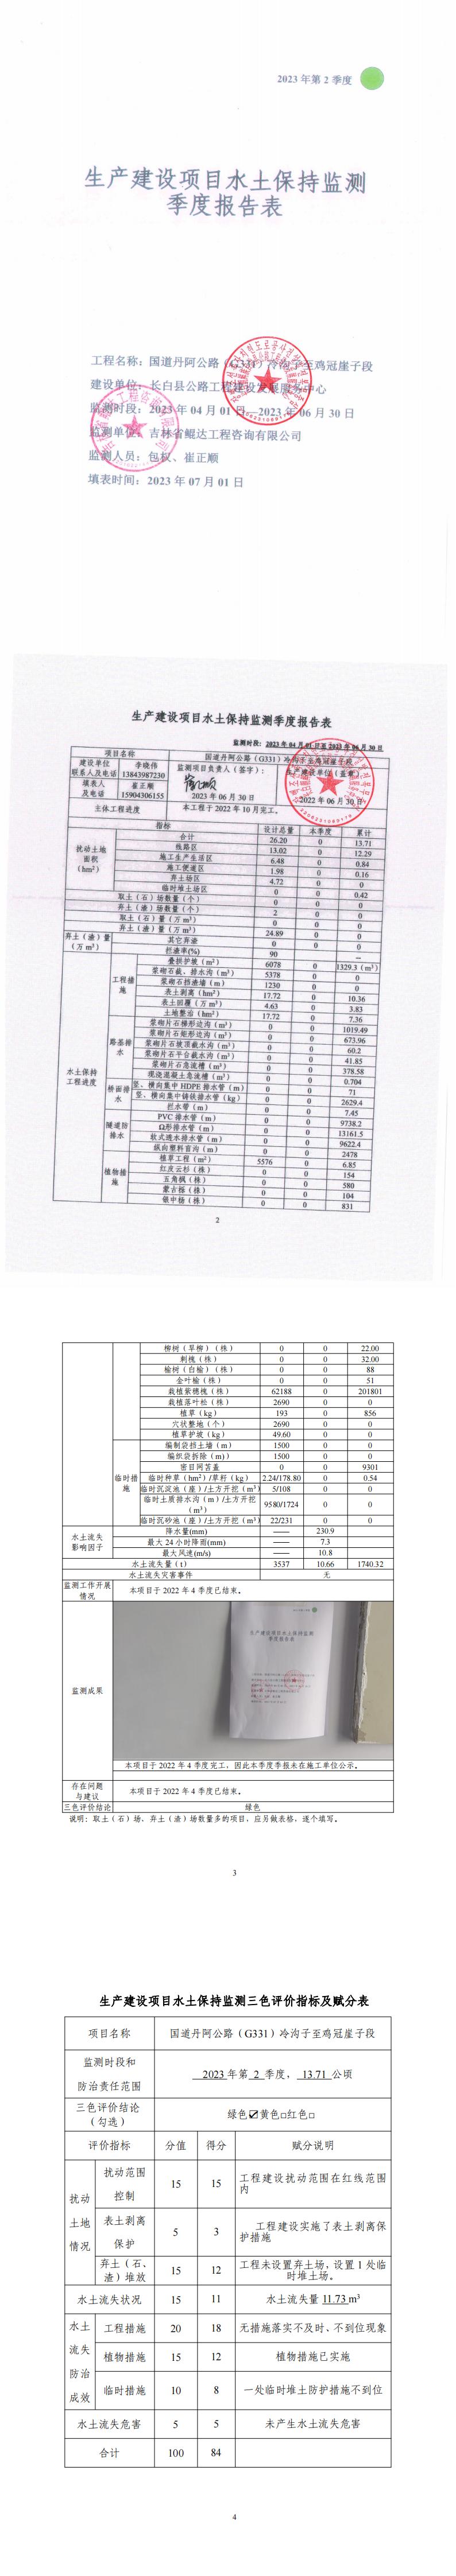 2023 年第 2 季度
生产建设项目水土保持监测
季度报告表
工程名称：国道丹阿公路（G331）冷沟子至鸡冠崖子段
建设单位：长白县公路工程建设发展服务中心
监测时段：2023 年 04 月 01 日—2023 年 06 月 30 日
监测单位：吉林省鲲达工程咨询有限公司
监测人员：包权、崔正顺
填表时间：2023 年 07 月 01 日
生产建设项目水土保持监测季度报告表
监测时段：2023 年 04 月 01 日至 2023 年 06 月 30 日
项目名称 国道丹阿公路（G331）冷沟子至鸡冠崖子段
建设单位联系人及电话 李晓伟 13843987230 监测项目负责人（签字）： 生产建设单位（盖章）
填表人及电话 崔正顺 15904306155 2023 年 06 月 30 日 2022 年 06 月 30 日
主体工程进度 本工程于 2022 年 10 月完工。
指标 设计总量 本季度 累计
扰动土地面积（hm²） 合计 26.20 0 13.71
线路区 13.02 0 12.29
施工生产生活区 6.48 0 0.84
施工便道区 1.98 0 0.16
弃土场区 4.72 0 0
临时堆土场区 0 0 0.42
取土（石）场数量（个） 0 0 0
弃土（渣）场数量（个） 2 0 0
取土（石）量（万 m³） 0 0 0
弃土（渣）量（万 m³） 弃土（渣）量（万 m³） 24.89 0 0
其它弃渣 0 0 0
拦渣率(%) 90 —
水土保持工程进度 工程措施 叠拱护坡（m²） 6078 0 1329.3（m³）
浆砌石截、排水沟（m³） 5378 0 0
浆砌石挡渣墙（m） 1230 0 0
表土剥离（hm²） 17.72 0 10.36
表土回覆（万 m³） 4.63 0 3.83
土地整治（hm²） 17.72 0 7.36
路基排水 浆砌片石梯形边沟（m³） 0 0 1019.49
浆砌片石矩形边沟（m³） 0 0 673.96
浆砌片石坡顶截水沟（m³） 0 0 60.2
浆砌片石平台截水沟（m²） 0 0 41.85
浆砌片石急流槽（m³） 0 0 378.58
现浇混凝土急流槽（m³） 0 0 0.704
桥面排水 竖、横向集中 HDPE 排水管（m） 0 0 71
竖、横向集中铸铁排水管（kg） 0 0 2629.4
拦水带（m） 0 0 7.45
隧道防排水 PVC 排水管（m） 0 0 9738.2
Ω形排水管（m） 0 0 13161.5
软式透水排水管（m） 0 0 9622.4
纵向塑料盲沟（m） 0 0 2478
植物措施 植草工程（m²） 5576 0 6.85
红皮云杉（株） 0 0 154
五角枫（株） 0 0 580
蒙古栎（株） 0 0 104
银中杨（株） 0 0 831
2
柳树（旱柳）（株） 0 0 22.00
刺槐（株） 0 0 32.00
榆树（白榆）（株） 0 0 88
金叶榆（株） 0 0 51
栽植紫穗槐（株） 62188 0 201801
栽植落叶松（株） 2690 0 0
植草（kg） 193 0 856
穴状整地（个） 2690 0 0
植草护坡（kg） 49.60 0 0
临时措施 编制袋挡土墙（m） 1500 0 0
编织袋拆除（m） 1500 0 0
密目网苫盖 0 0 9301
临时种草（hm²）/草籽（kg） 2.24/178.80 0 0.54
临时沉淀池（座）/土方开挖（m³） 5/108 0 0
临时土质排水沟（m）/土方开挖（m³） 9580/1724 0 0
临时沉砂池（座）/土方开挖（m³） 22/231 0 0
水土流失影响因子 降水量(mm) —— 230.9
最大 24 小时降雨(mm) —— 7.3
最大风速(m/s) —— 10.8
水土流失量（t） 3537 10.66 1740.32
水土流失灾害事件 无
监测工作开展情况 本项目于 2022 年 4 季度已结束。
监测成果
生产建设项目水土保持监测
季度报告表
本项目于 2022 年 4 季度完工，因此本季度季报未在施工单位公示。
存在问题与建议 本项目于 2022 年 4 季度已结束。
三色评价结论 绿色
说明：取土（石）场、弃土（渣）场数量多的项目，应另做表格，逐个填写。
3
生产建设项目水土保持监测三色评价指标及赋分表
项目名称 国道丹阿公路（G331）冷沟子至鸡冠崖子段
监测时段和防治责任范围 2023 年第 2 季度，13.71 公顷
三色评价结论（勾选） 绿色☑黄色□红色□
评价指标 分值 得分 赋分说明
扰动土地情况 扰动范围控制 15 15 工程建设扰动范围在红线范围内
表土剥离保护 5 3 工程建设实施了表土剥离保护措施
弃土（石、渣）堆放 15 12 工程未设置弃土场，设置 1 处临时堆土场。
水土流失状况 15 11 水土流失量 11.73 m³
水土流失防治成效 工程措施 20 18 无措施落实不及时、不到位现象
植物措施 15 12 植物措施已实施
临时措施 10 8 一处临时堆土防护措施不到位
水土流失危害 5 5 未产生水土流失危害
合计 100 84
4